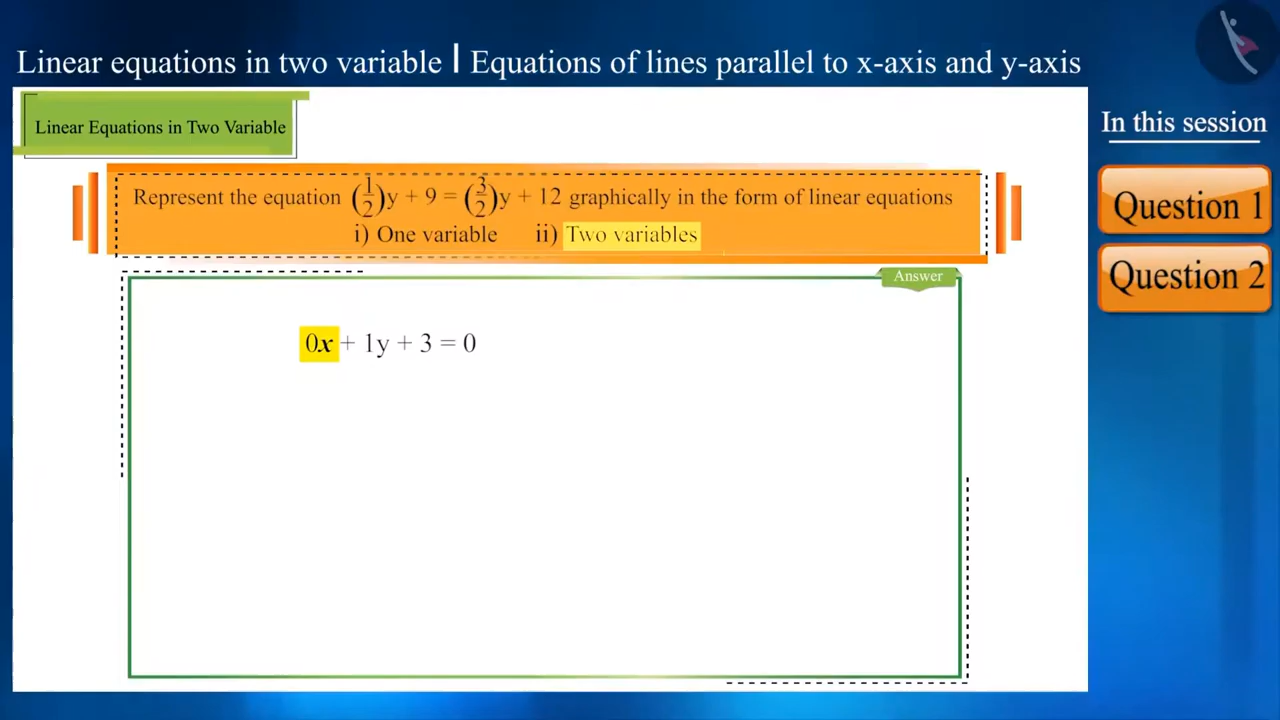 Linear equations in two variable | Equations of lines parallel to x-axis and y-axis
In this session
Linear Equations in Two Variable
Represent the equation (1/2)y + 9 = (3/2)y + 12 graphically in the form of linear equations
i) One variable ii) Two variables
Question 1
Question 2
Answer
0x + 1y + 3 = 0